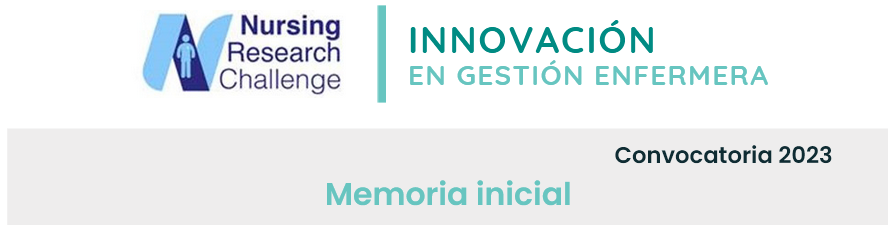 Nursing
Research
Challenge
INNOVACIÓN
EN GESTIÓN ENFERMERA
Convocatoria 2023
Memoria inicial